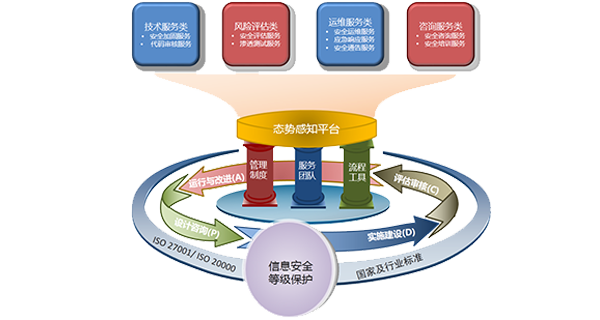 技术服务类
• 安全加固服务
• 代码审核服务
风险评估类
• 安全评估服务
• 渗透测试服务
运维服务类
• 安全运维服务
• 应急响应服务
• 安全通告服务
咨询服务类
• 安全咨询服务
• 安全培训服务
态势感知平台
管理
制度
服务
团队
流程
工具
运行与改进(A)
评估审核(C)
设计咨询(P)
实施建设(D)
ISO 27001/ ISO 20000
信息安全
等级保护
国家及行业标准